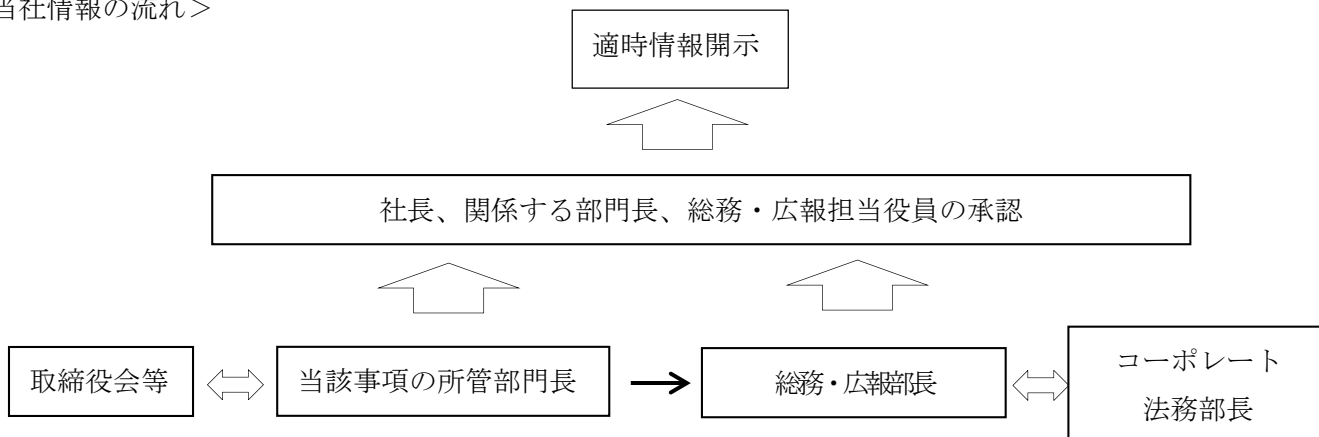 当社情報の流れ＞
適時情報開示
社長、関係する部門長、総務・広報担当役員の承認
取締役会等
当該事項の所管部門長
総務・広報部長
コーポレート
法務部長